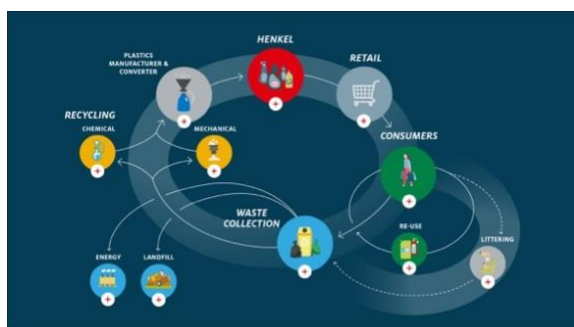 HENKEL
RETAIL
PLASTICS
MANUFACTURER &
CONVERTER
RECYCLING
CHEMICAL
MECHANICAL
CONSUMERS
WASTE
COLLECTION
RE-USE
LITTERING
ENERGY
LANDFILL